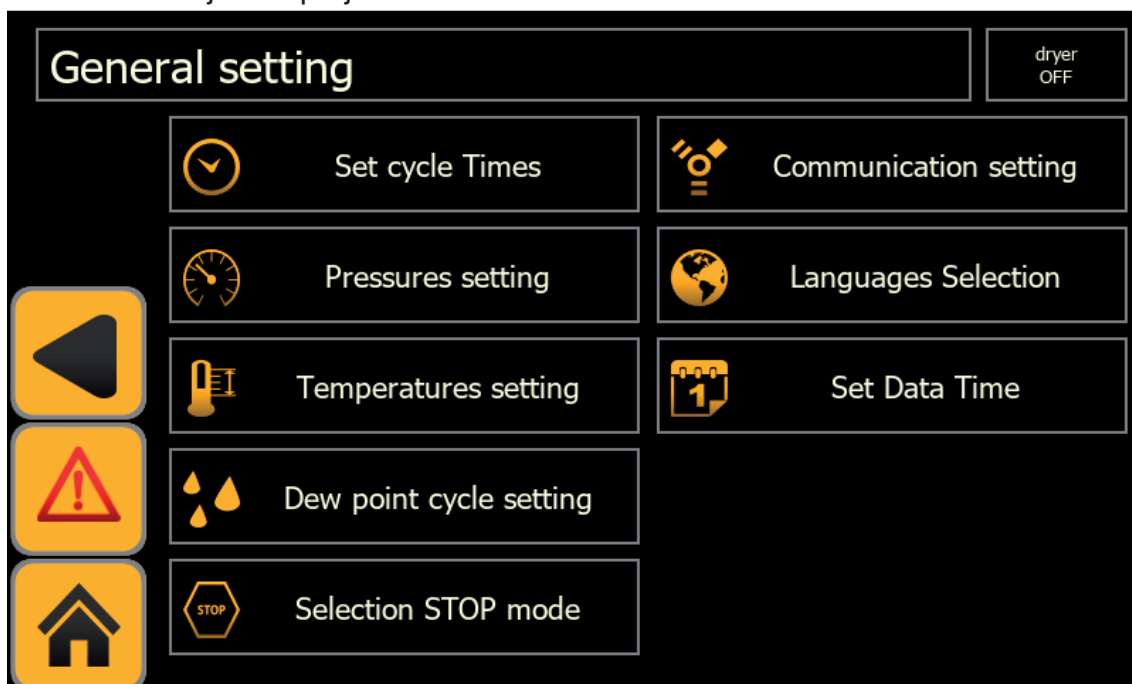 General setting
dryer
OFF
Set cycle Times
Communication setting
Pressures setting
Languages Selection
Temperatures setting
1
Set Data Time
Dew point cycle setting
STOP
Selection STOP mode